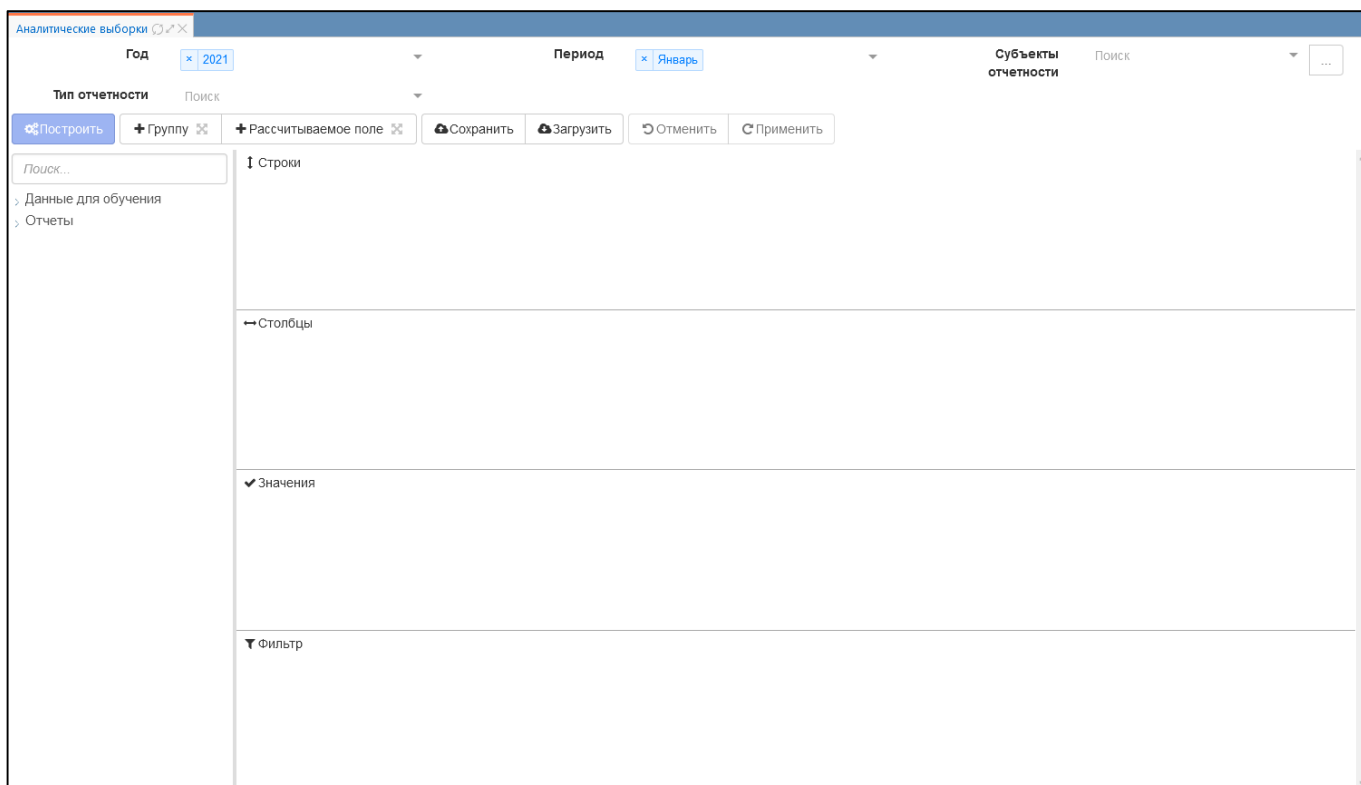 Аналитические выборки
Год × 2021 Период × Январь Субъекты отчетности Поиск ...
Тип отчетности Поиск
Построить Группу Рассчитываемое поле Сохранить Загрузить Отменить Применить
Поиск...
Данные для обучения
Отчеты
Строки
Столбцы
Значения
Фильтр